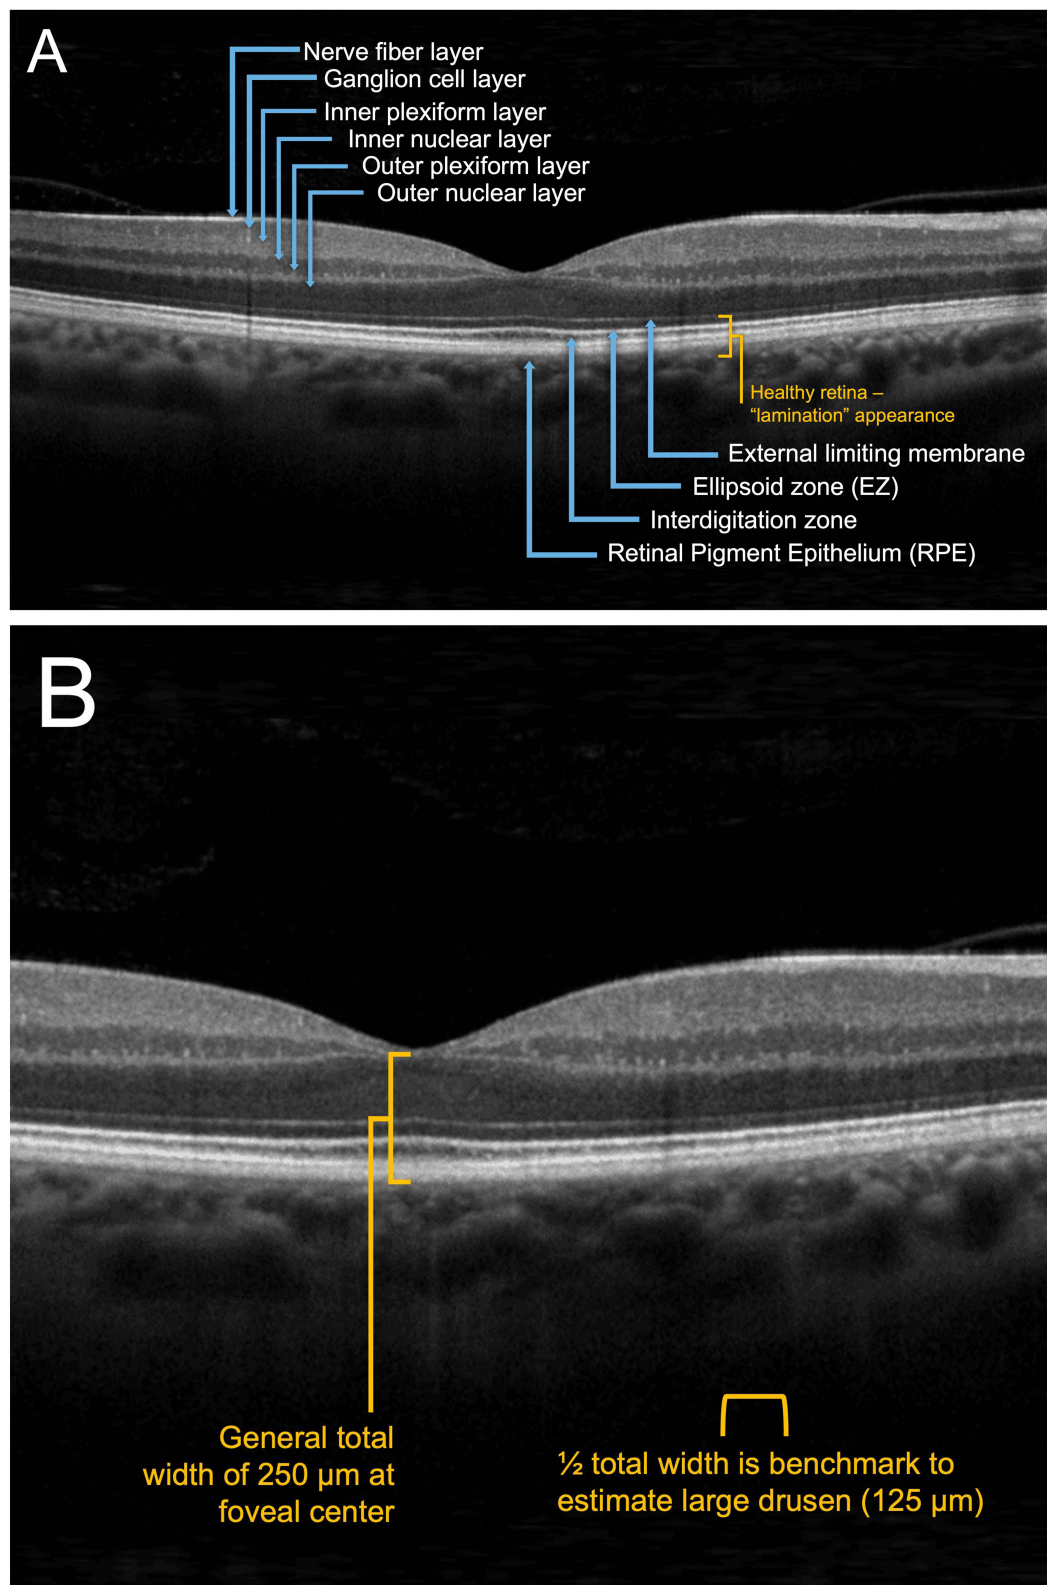 A
Nerve fiber layer
Ganglion cell layer
Inner plexiform layer
Inner nuclear layer
Outer plexiform layer
Outer nuclear layer
Healthy retina –
“lamination” appearance
External limiting membrane
Ellipsoid zone (EZ)
Interdigitation zone
Retinal Pigment Epithelium (RPE)
B
General total
width of 250 µm at
foveal center
½ total width is benchmark to
estimate large drusen (125 µm)